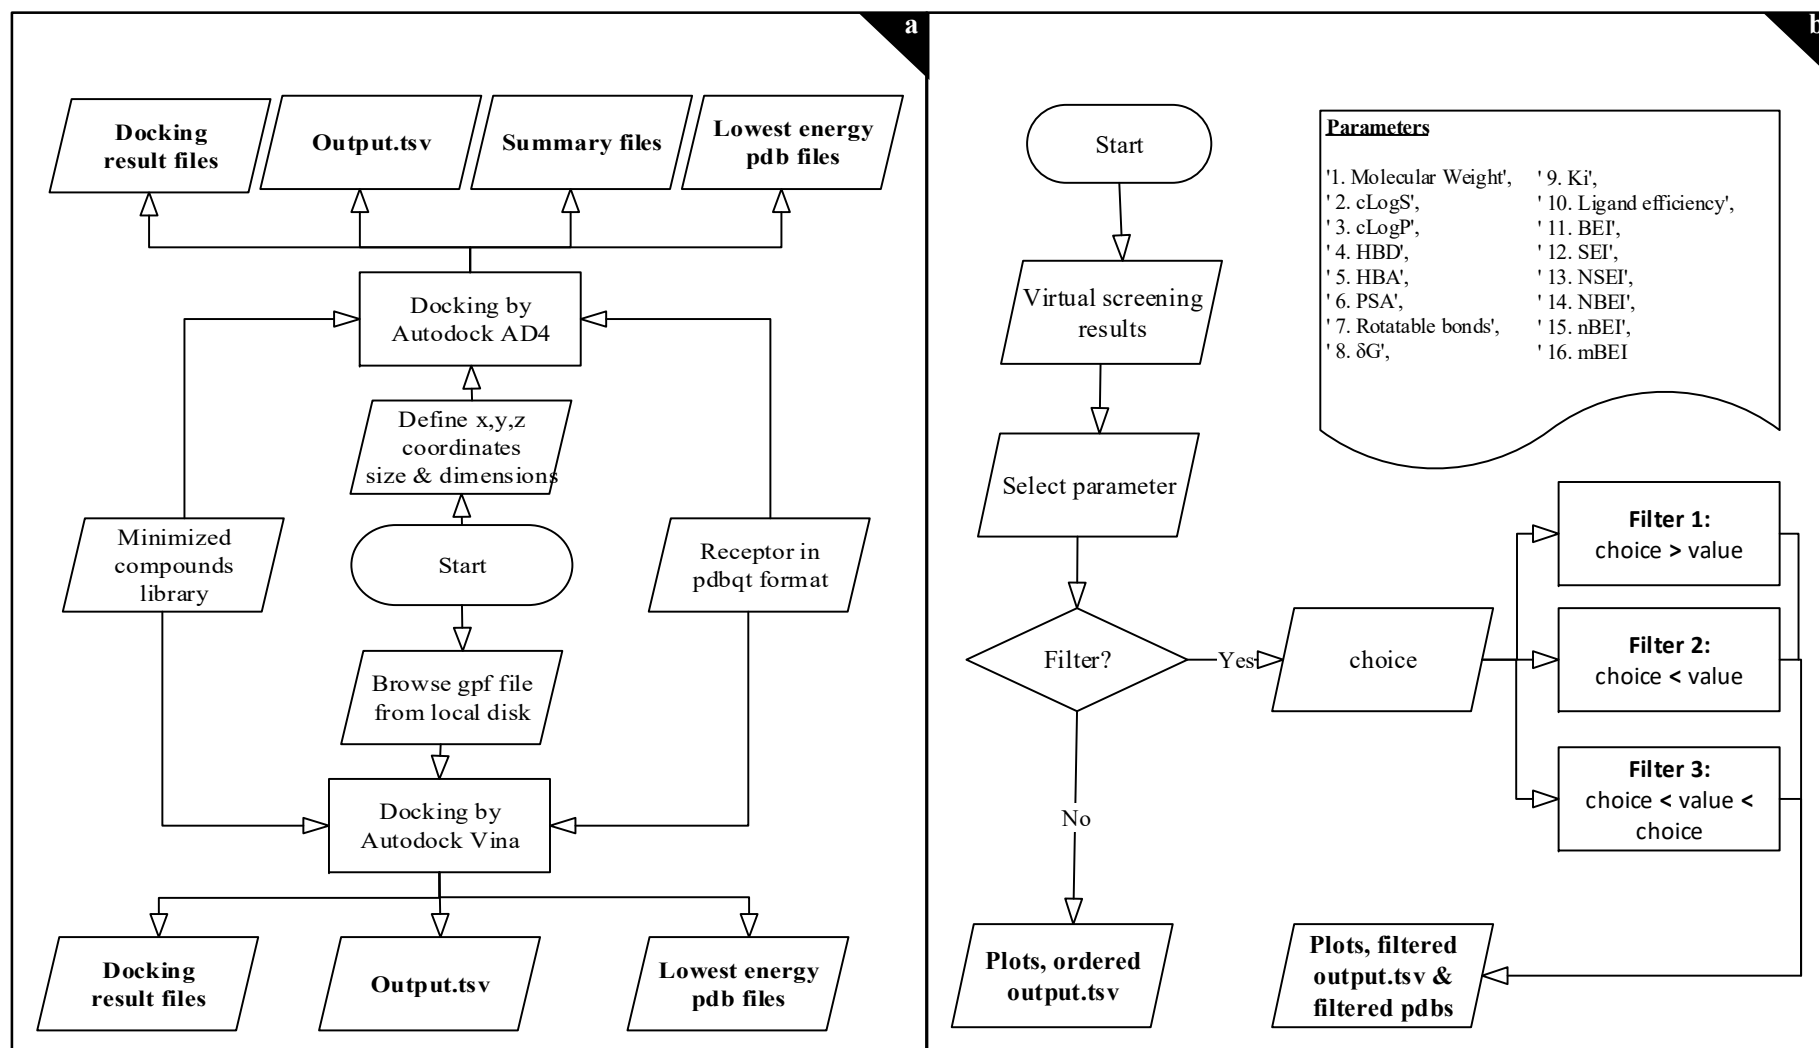 a
Docking
result files
Output.tsv
Summary files
Lowest energy
pdb files
Docking by
Autodock AD4
Define x,y,z
coordinates
size & dimensions
Minimized
compounds
library
Start
Receptor in
pdbqt format
Browse gpf file
from local disk
Docking by
Autodock Vina
Docking
result files
Output.tsv
Lowest energy
pdb files
b
Start
Virtual screening
results
Select parameter
Filter?
Yes
No
choice
Plots, ordered
output.tsv
Parameters
'1. Molecular Weight',
' 2. cLogS',
' 3. cLogP',
' 4. HBD',
' 5. HBA',
' 6. PSA',
' 7. Rotatable bonds',
' 8. δG',
' 9. Ki',
' 10. Ligand efficiency',
' 11. BEI',
' 12. SEI',
' 13. NSEI',
' 14. NBEI',
' 15. nBEI',
' 16. mBEI
Filter 1:
choice > value
Filter 2:
choice < value
Filter 3:
choice < value <
choice
Plots, filtered
output.tsv &
filtered pdbs